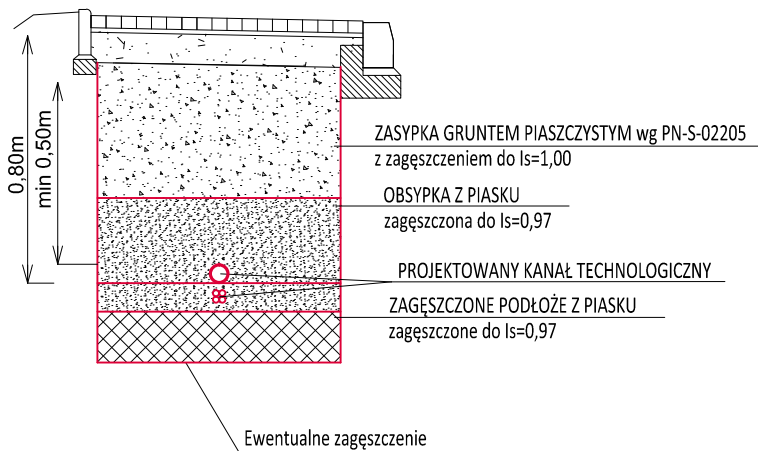 0,80m
min 0,50m
ZASYPKA GRUNTEM PIASZCZYSTYM wg PN-S-02205
z zagęszczeniem do Is=1,00
OBSYPKA Z PIASKU
zagęszczona do Is=0,97
PROJEKTOWANY KANAŁ TECHNOLOGICZNY
ZAGĘSZCZONE PODŁOŻE Z PIASKU
zagęszczone do Is=0,97
Ewentualne zagęszczenie